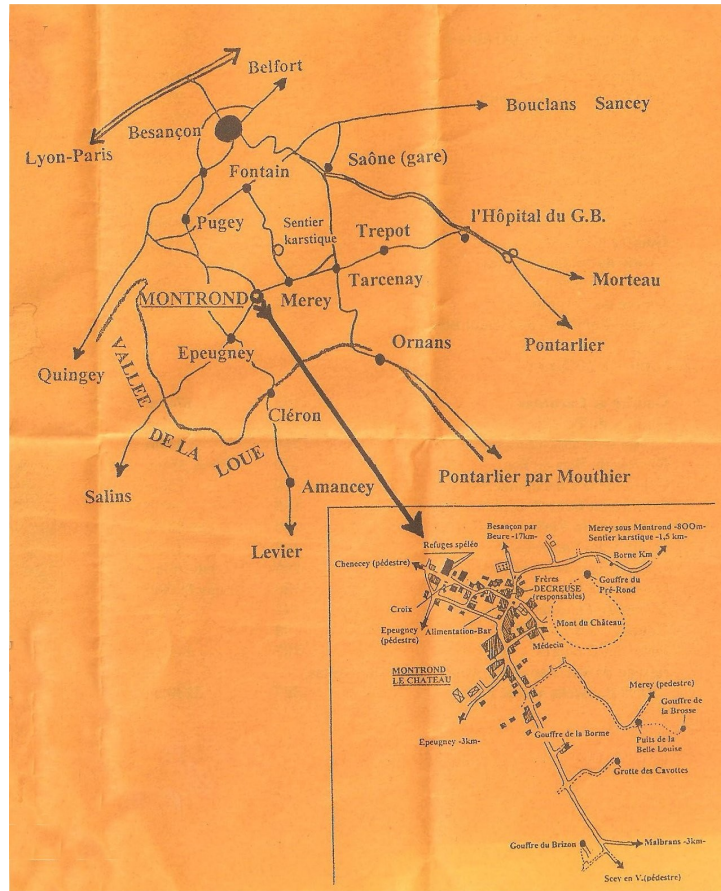 Belfort
Bouclans Sancey
Besançon
Lyon-Paris
Saône (gare)
Fontain
l'Hôpital du G.B.
Pugey
Sentier
karstique
Trepot
Tarcenay
Morteau
MONTROND
Merey
Pontarlier
Ornans
Epeugney
Quingey
VALLEE
DE LA
LOUE
Cléron
Pontarlier par Mouthier
Salins
Amancey
Levier
Besançon par
Beure -17km-
Merey sous Montrond -800m-
Sentier karstique -1,5 km-
Refuges spéléo
Borne Km
Chenecey (pédestre)
Frères
DECREUSE
(responsables)
Gouffre du
Pré-Rond
Croix
Mont du Château
Epeugney
(pédestre)
Alimentation-Bar
Médecin
MONTROND
LE CHATEAU
Merey (pedestre)
Gouffre de
la Brosse
Epeugney -3km-
Gouffre de la Borme
Puits de la
Belle Louise
Grotte des Cavottes
Gouffre du Brizon
Malbrans -3km-
Scey en V.(pédestre)